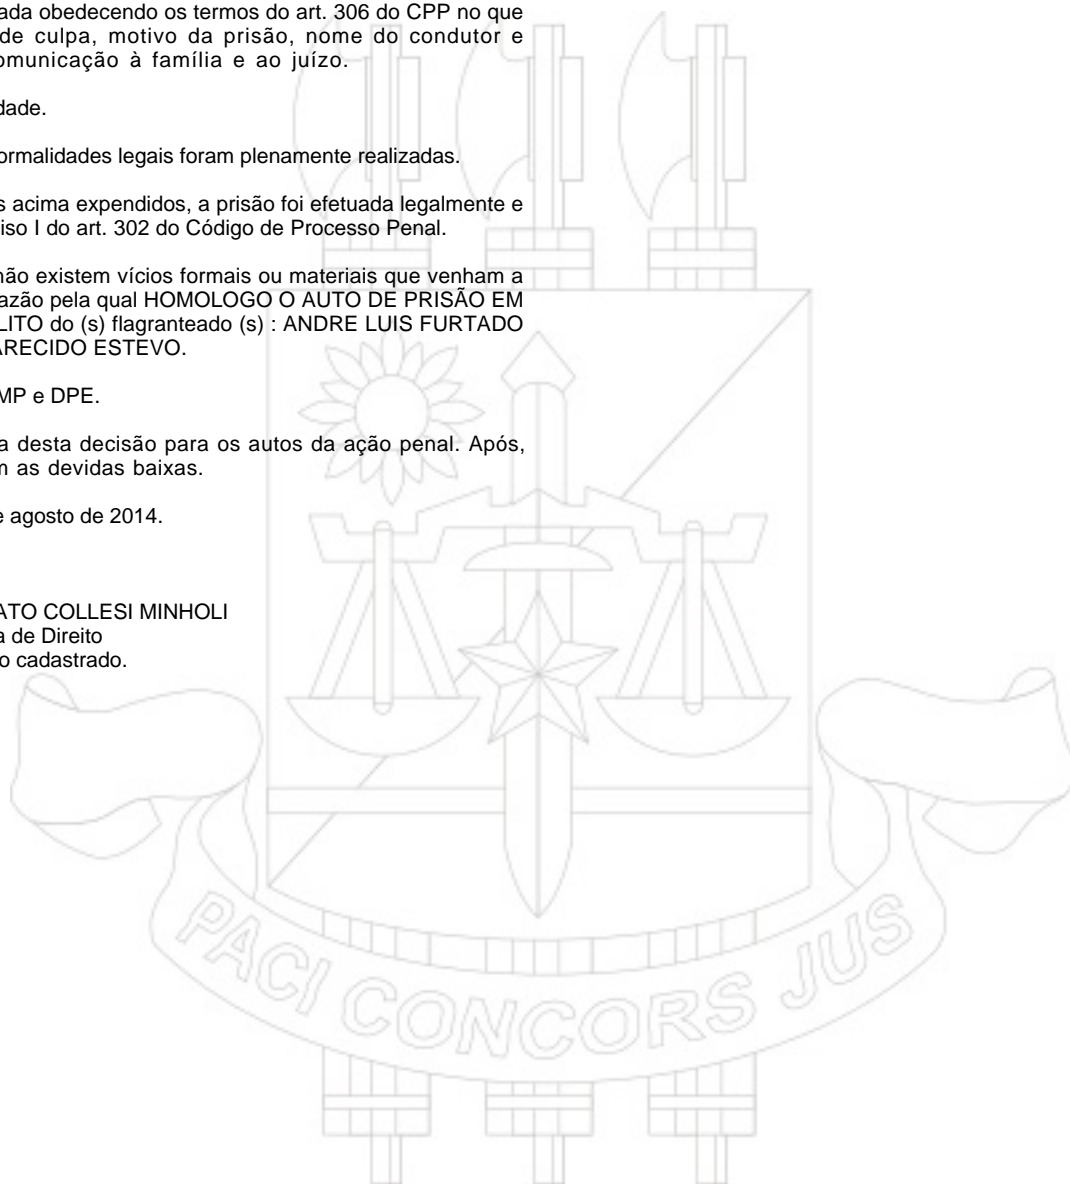 ada obedecendo os termos do art. 306 do CPP no que
de culpa, motivo da prisão, nome do condutor e
omunicação à família e ao juízo.
dade.
ormalidades legais foram plenamente realizadas.
s acima expendidos, a prisão foi efetuada legalmente e
iso I do art. 302 do Código de Processo Penal.
não existem vícios formais ou materiais que venham a
azão pela qual HOMOLOGO O AUTO DE PRISÃO EM
LITO do (s) flagranteado (s) : ANDRE LUIS FURTADO
ARECIDO ESTEVO.
MP e DPE.
a desta decisão para os autos da ação penal. Após,
m as devidas baixas.
e agosto de 2014.
ATO COLLESI MINHOLI
a de Direito
o cadastrado.
PACI CONCORS JUS